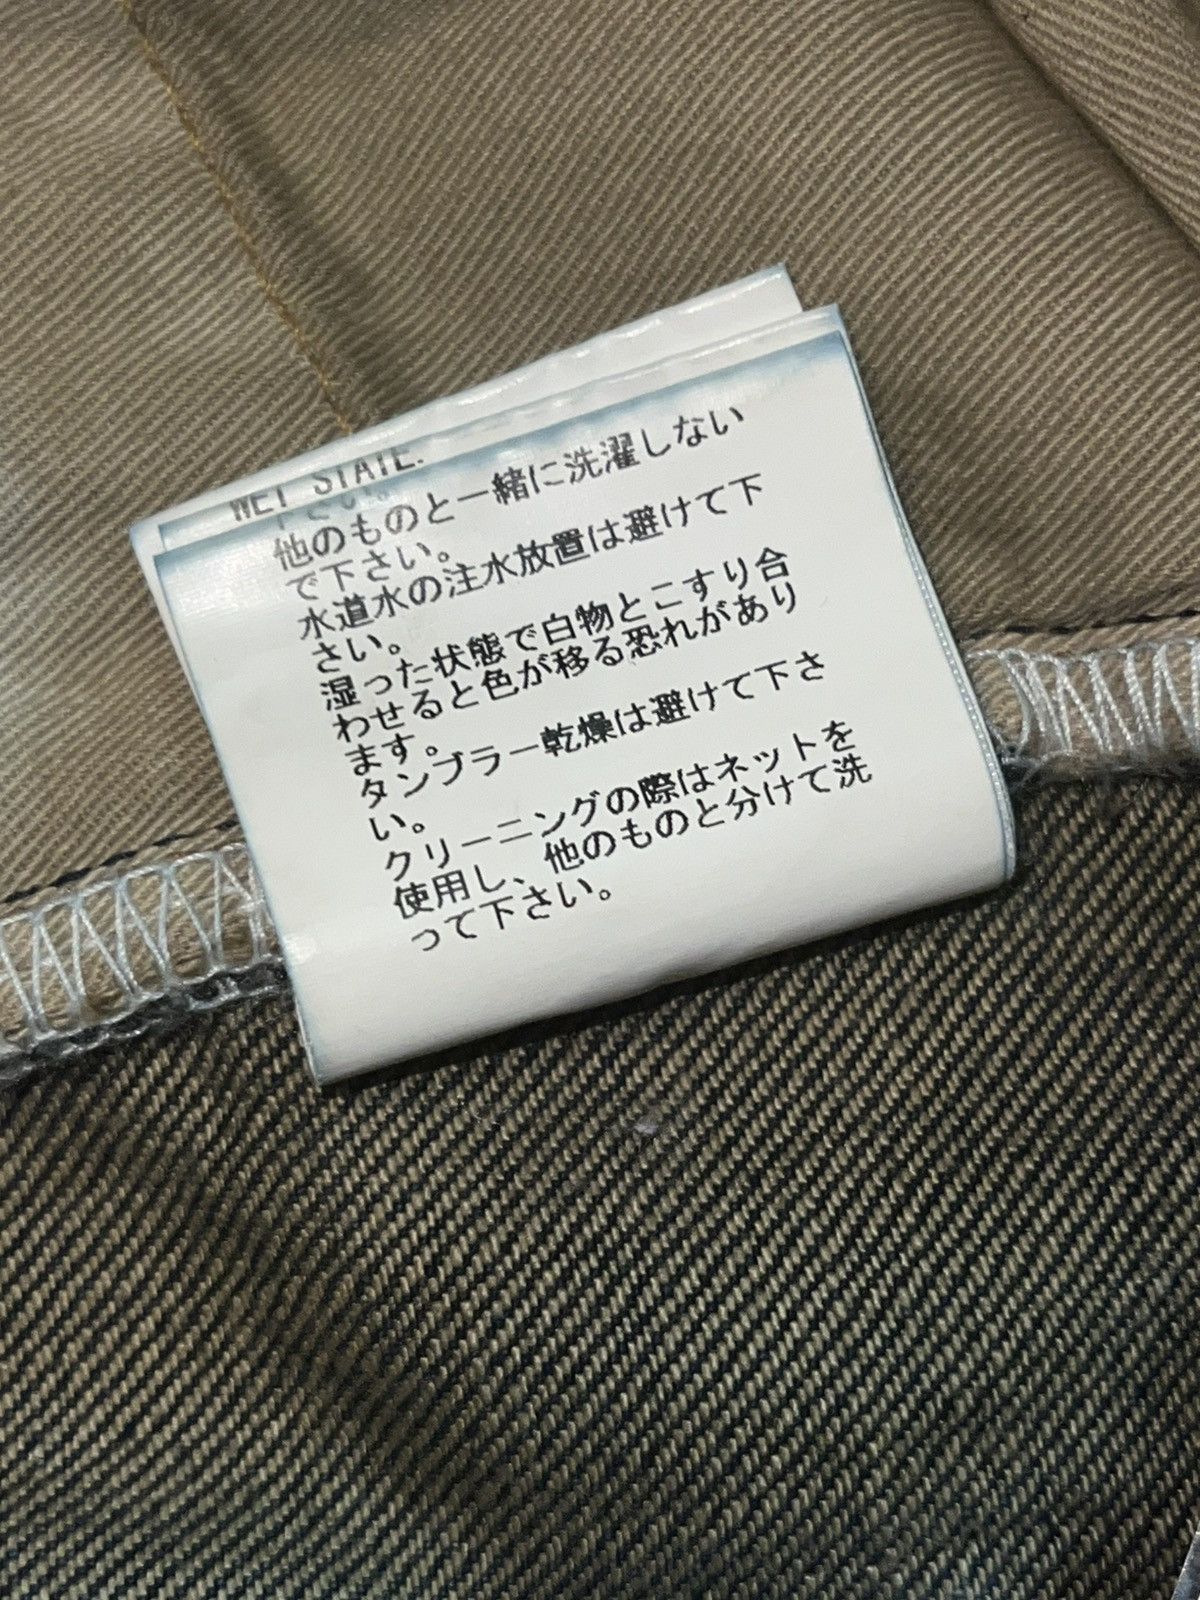 WET STATE.
下さい。
他のものと一緒に洗濯しない
で下さい。
水道水の注水放置は避けて下
さい。
湿った状態で白物とこすり合
わせると色が移る恐れがあり
ます。
タンブラー乾燥は避けて下さ
い。
クリーニングの際はネットを
使用し、他のものと分けて洗
って下さい。